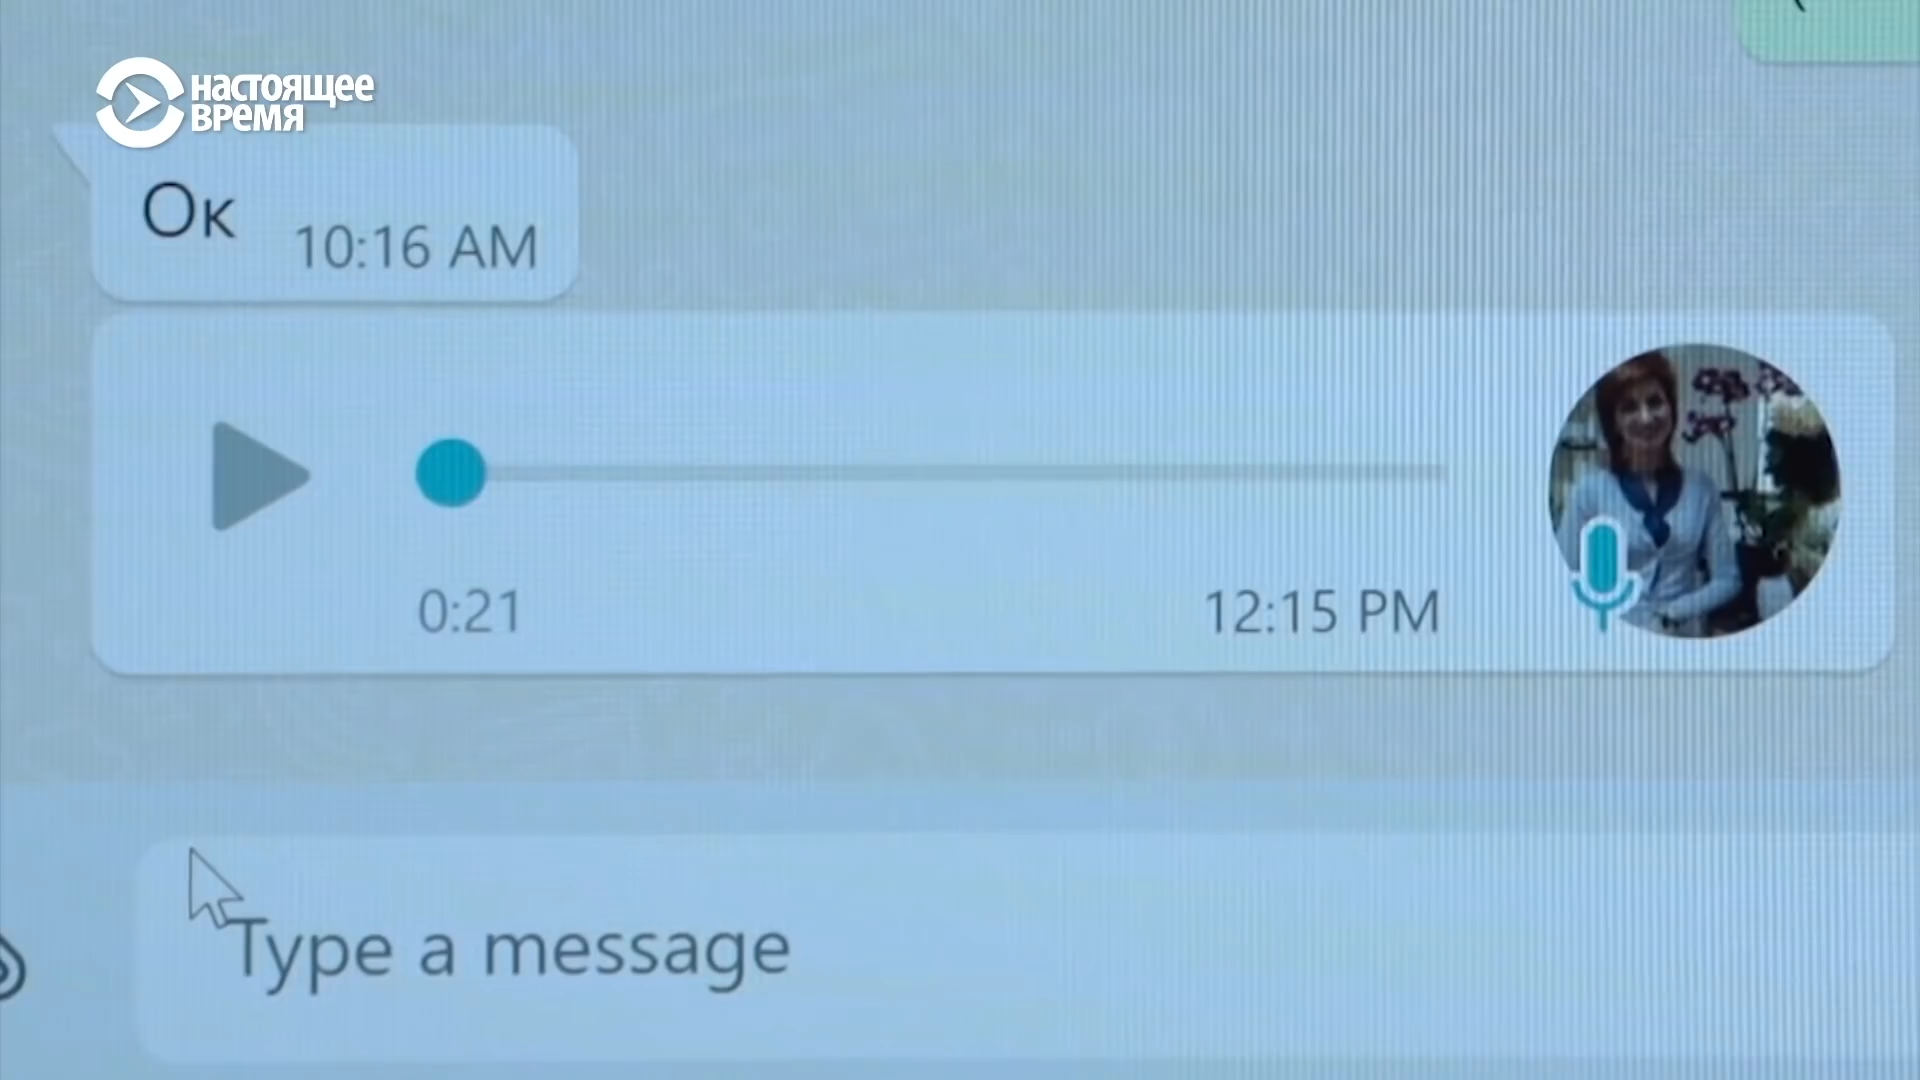 настоящее
время
Ок
10:16 AM
0:21
12:15 PM
Type a message